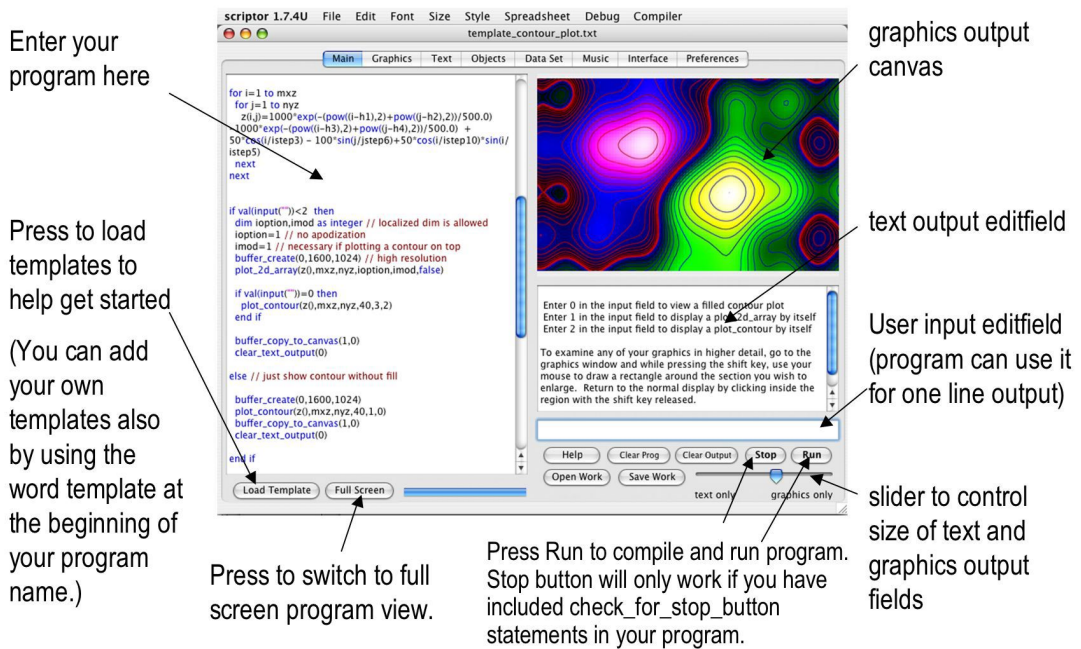 scriptor 1.7.4U File Edit Font Size Style Spreadsheet Debug Compiler
template_contour_plot.txt
Main Graphics Text Objects Data Set Music Interface Preferences
Enter your
program here
for i=1 to mxz
for j=1 to nyz
z(i,j)=1000*exp(-(pow((i-h1),2)+pow((j-h2),2))/500.0)
1000*exp(-(pow((i-h3),2)+pow((j-h4),2))/500.0) +
50*cos(i/istep3) - 100*sin(j/jstep6)+50*cos(i/istep10)*sin(i/
istep5)
next
next
if val(input(""))<2 then
dim ioption,imod as integer // localized dim is allowed
ioption=1 // no apodization
imod=1 // necessary if plotting a contour on top
buffer_create(0,1600,1024) // high resolution
plot_2d_array(z(),mxz,nyz,ioption,imod,false)
if val(input(""))=0 then
plot_contour(z(),mxz,nyz,40,3,2)
end if
buffer_copy_to_canvas(1,0)
clear_text_output(0)
else // just show contour without fill
buffer_create(0,1600,1024)
plot_contour(z(),mxz,nyz,40,1,0)
buffer_copy_to_canvas(1,0)
clear_text_output(0)
end if
Load Template Full Screen
Press to load
templates to
help get started
(You can add
your own
templates also
by using the
word template at
the beginning of
your program
name.)
Press to switch to full
screen program view.
graphics output
canvas
text output editfield
Enter 0 in the input field to view a filled contour plot
Enter 1 in the input field to display a plot_2d_array by itself
Enter 2 in the input field to display a plot_contour by itself
To examine any of your graphics in higher detail, go to the
graphics window and while pressing the shift key, use your
mouse to draw a rectangle around the section you wish to
enlarge. Return to the normal display by clicking inside the
region with the shift key released.
User input editfield
(program can use it
for one line output)
Help Clear Prog Clear Output Stop Run
Open Work Save Work
text only graphics only
slider to control
size of text and
graphics output
fields
Press Run to compile and run program.
Stop button will only work if you have
included check_for_stop_button
statements in your program.